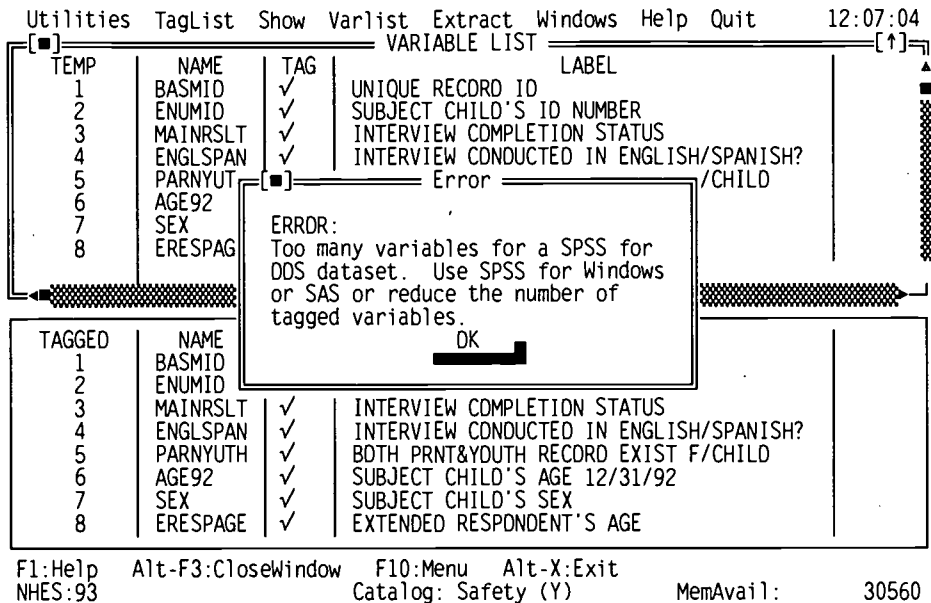 Utilities TagList Show Varlist Extract Windows Help Quit 12:07:04
[■] VARIABLE LIST [↑]
TEMP NAME TAG LABEL
1 BASMID √ UNIQUE RECORD ID
2 ENUMID √ SUBJECT CHILD'S ID NUMBER
3 MAINRSLT √ INTERVIEW COMPLETION STATUS
4 ENGLSPAN √ INTERVIEW CONDUCTED IN ENGLISH/SPANISH?
5 PARNYUT /CHILD
6 AGE92
7 SEX
8 ERESPAG
[■] Error
ERROR:
Too many variables for a SPSS for
DOS dataset. Use SPSS for Windows
or SAS or reduce the number of
tagged variables.
OK
TAGGED NAME
1 BASMID
2 ENUMID
3 MAINRSLT √ INTERVIEW COMPLETION STATUS
4 ENGLSPAN √ INTERVIEW CONDUCTED IN ENGLISH/SPANISH?
5 PARNYUTH √ BOTH PRNT&YOUTH RECORD EXIST F/CHILD
6 AGE92 √ SUBJECT CHILD'S AGE 12/31/92
7 SEX √ SUBJECT CHILD'S SEX
8 ERESPAGE √ EXTENDED RESPONDENT'S AGE
F1:Help Alt-F3:CloseWindow F10:Menu Alt-X:Exit
NHES:93 Catalog: Safety (Y) MemAvail: 30560